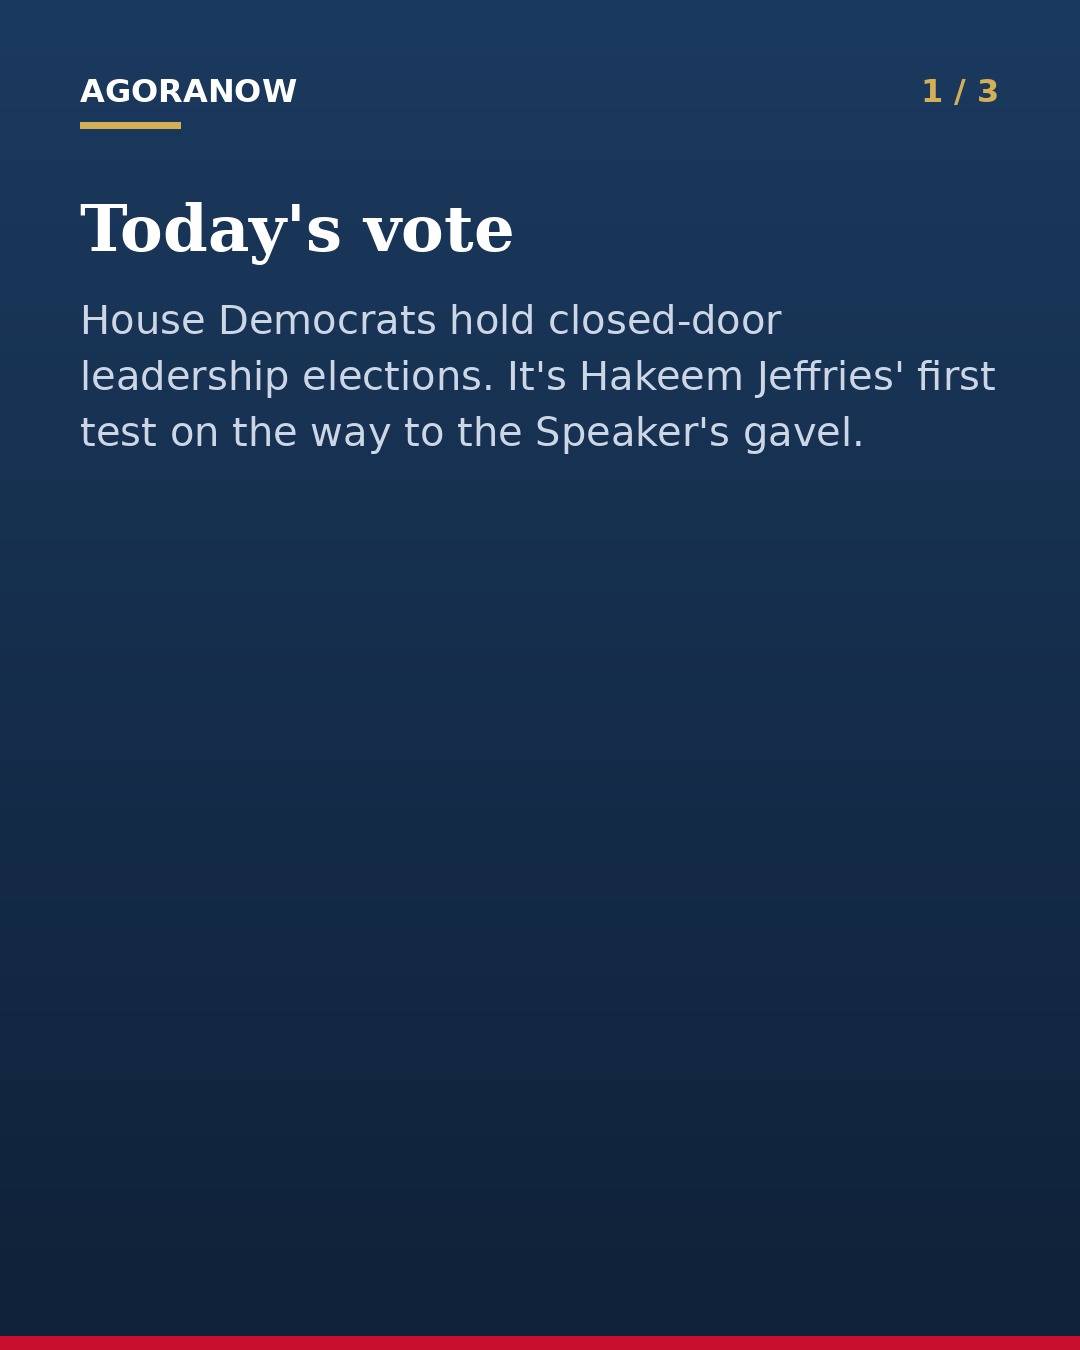 AGORANOW
1 / 3
Today's vote
House Democrats hold closed-door
leadership elections. It's Hakeem Jeffries' first
test on the way to the Speaker's gavel.